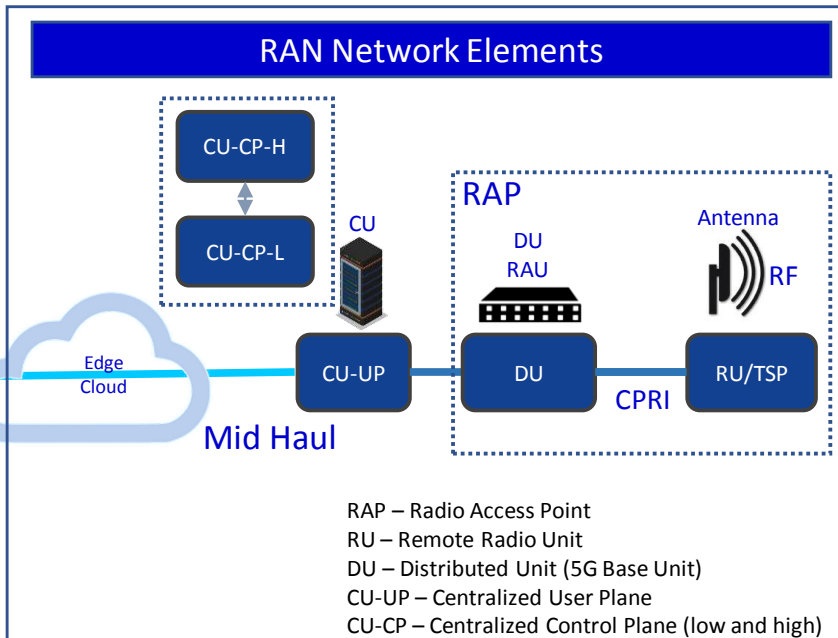 RAN Network Elements
CU-CP-H
CU-CP-L
CU
RAP
DU
RAU
Antenna
RF
Edge
Cloud
CU-UP
DU
RU/TSP
CPRI
Mid Haul
RAP – Radio Access Point
RU – Remote Radio Unit
DU – Distributed Unit (5G Base Unit)
CU-UP – Centralized User Plane
CU-CP – Centralized Control Plane (low and high)